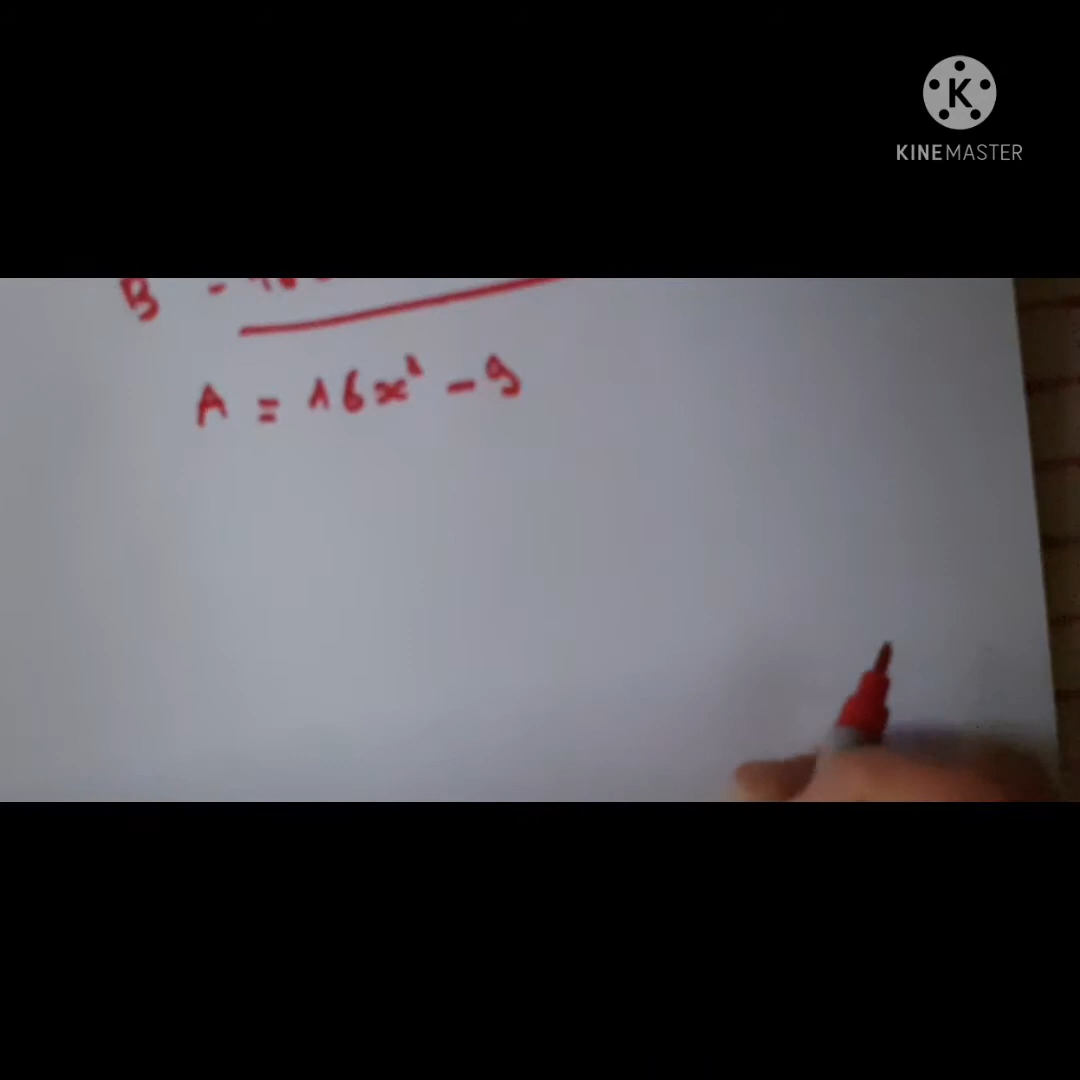 K
KINEMASTER
B
A = 16x² - 9